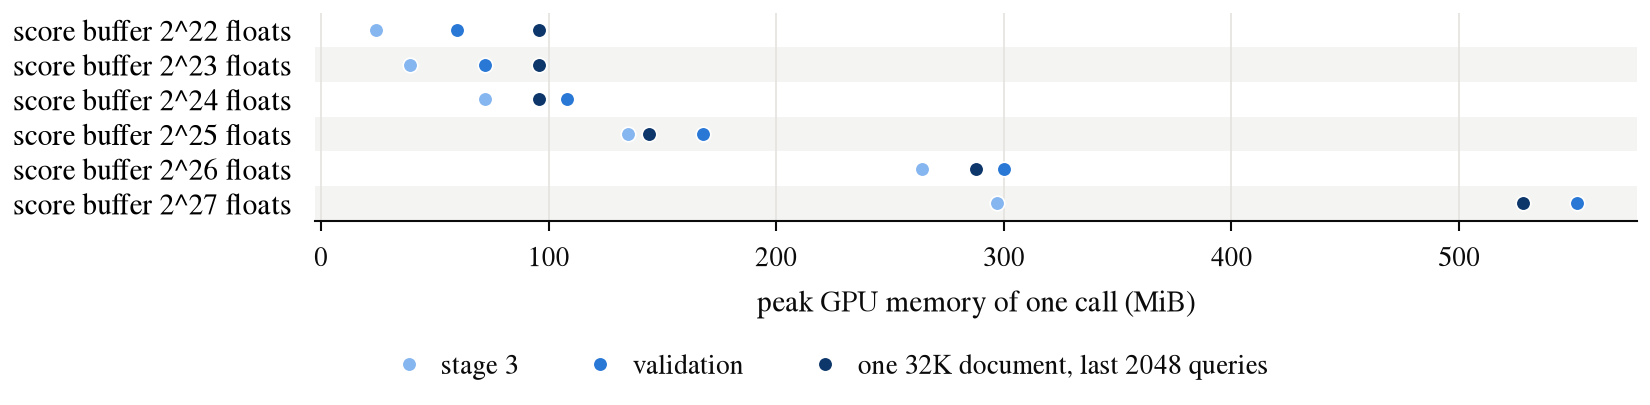 score buffer 2^22 floats
score buffer 2^23 floats
score buffer 2^24 floats
score buffer 2^25 floats
score buffer 2^26 floats
score buffer 2^27 floats
0 100 200 300 400 500
peak GPU memory of one call (MiB)
stage 3 validation one 32K document, last 2048 queries